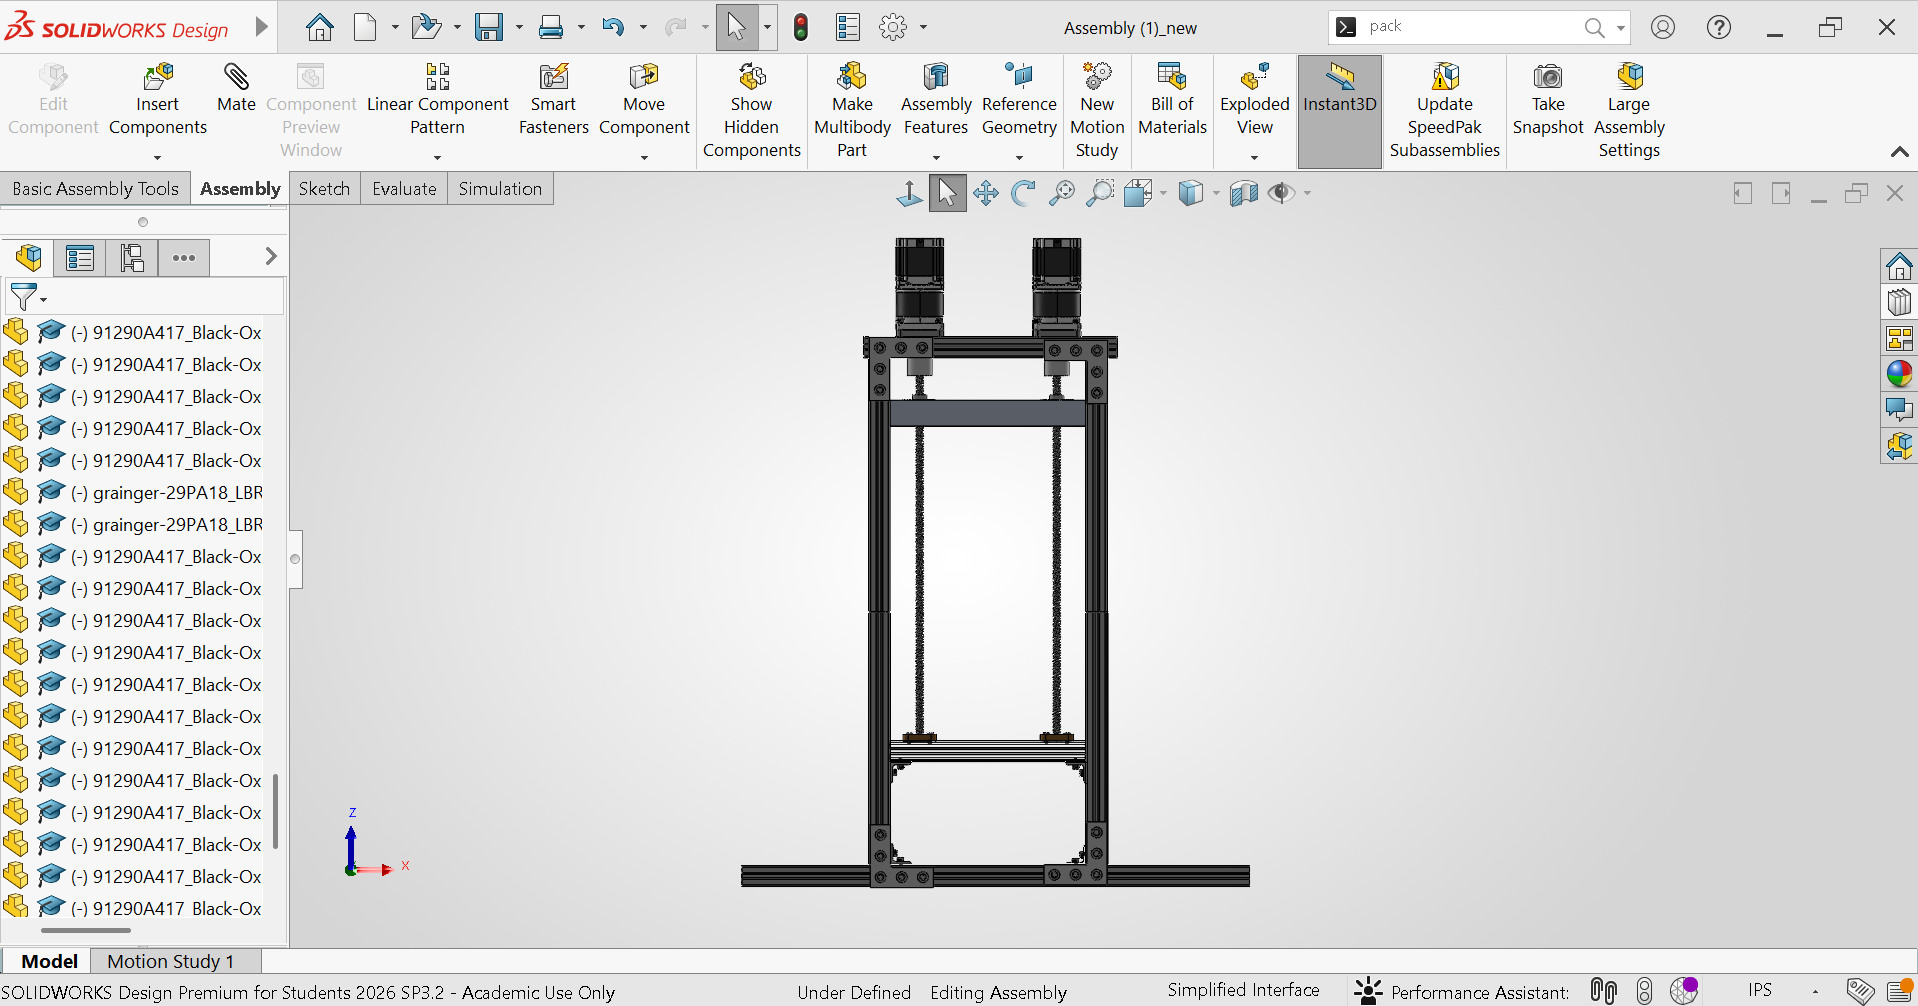 SOLIDWORKS Design
Assembly (1)_new
pack
Edit Component
Insert Components
Mate
Component Preview Window
Linear Component Pattern
Smart Fasteners
Move Component
Show Hidden Components
Make Multibody Part
Assembly Features
Reference Geometry
New Motion Study
Bill of Materials
Exploded View
Instant3D
Update SpeedPak Subassemblies
Take Snapshot
Large Assembly Settings
Basic Assembly Tools
Assembly
Sketch
Evaluate
Simulation
(-) 91290A417_Black-Ox
(-) 91290A417_Black-Ox
(-) 91290A417_Black-Ox
(-) 91290A417_Black-Ox
(-) 91290A417_Black-Ox
(-) grainger-29PA18_LBR
(-) grainger-29PA18_LBR
(-) 91290A417_Black-Ox
(-) 91290A417_Black-Ox
(-) 91290A417_Black-Ox
(-) 91290A417_Black-Ox
(-) 91290A417_Black-Ox
(-) 91290A417_Black-Ox
(-) 91290A417_Black-Ox
(-) 91290A417_Black-Ox
(-) 91290A417_Black-Ox
(-) 91290A417_Black-Ox
(-) 91290A417_Black-Ox
(-) 91290A417_Black-Ox
Z
X
Model
Motion Study 1
SOLIDWORKS Design Premium for Students 2026 SP3.2 - Academic Use Only
Under Defined
Editing Assembly
Simplified Interface
Performance Assistant:
IPS